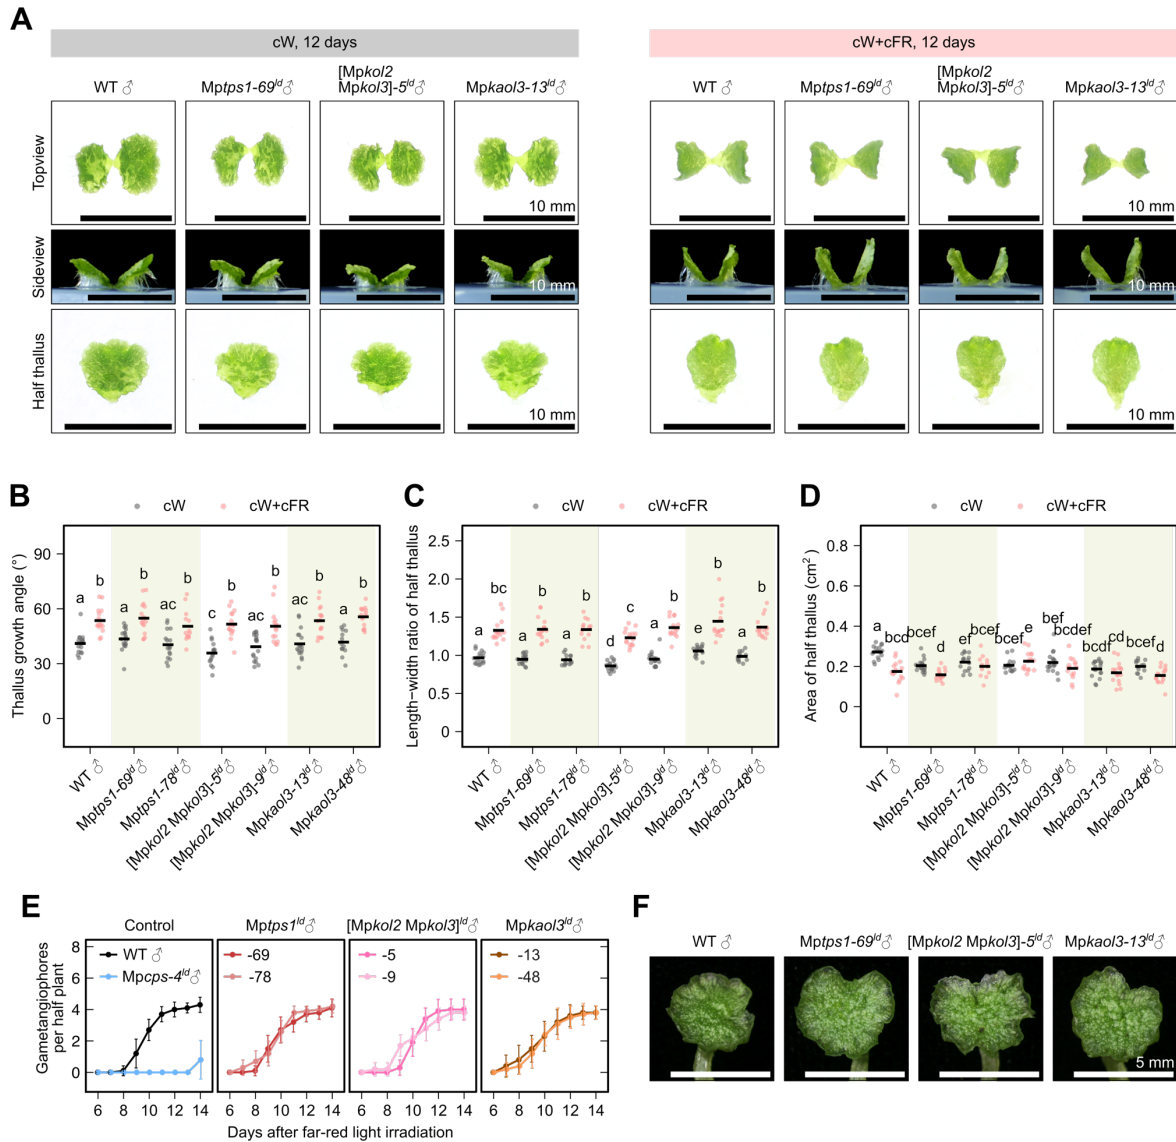 A
cW, 12 days
cW+cFR, 12 days
WT ♂
Mptps1-69ld♂
[Mpkol2
Mpkol3]-5ld♂
Mpkaol3-13ld♂
WT ♂
Mptps1-69ld♂
[Mpkol2
Mpkol3]-5ld♂
Mpkaol3-13ld♂
Topview
10 mm
10 mm
Sideview
10 mm
10 mm
Half thallus
10 mm
10 mm
B
cW
cW+cFR
Thallus growth angle (°)
90
60
30
0
a
b
a
b
ac
b
c
b
ac
b
ac
b
a
b
WT ♂
Mptps1-69ld♂
Mptps1-78ld♂
[Mpkol2 Mpkol3]-5ld♂
[Mpkol2 Mpkol3]-9ld♂
Mpkaol3-13ld♂
Mpkaol3-48ld♂
C
cW
cW+cFR
Length−width ratio of half thallus
2.5
2.0
1.5
1.0
0.5
0
a
bc
a
b
a
b
d
c
a
b
e
b
a
b
WT ♂
Mptps1-69ld♂
Mptps1-78ld♂
[Mpkol2 Mpkol3]-5ld♂
[Mpkol2 Mpkol3]-9ld♂
Mpkaol3-13ld♂
Mpkaol3-48ld♂
D
cW
cW+cFR
Area of half thallus (cm2)
0.8
0.6
0.4
0.2
0
a
bcd
bcef
d
ef
bcef
bcef
e
bef
bcdef
bcdf
cd
bcef
d
WT ♂
Mptps1-69ld♂
Mptps1-78ld♂
[Mpkol2 Mpkol3]-5ld♂
[Mpkol2 Mpkol3]-9ld♂
Mpkaol3-13ld♂
Mpkaol3-48ld♂
E
Control
Mptps1ld♂
[Mpkol2 Mpkol3]ld♂
Mpkaol3ld♂
WT ♂
Mpcps-4ld♂
-69
-78
-5
-9
-13
-48
Gametangiophores
per half plant
8
6
4
2
0
6 8 10 12 14
6 8 10 12 14
6 8 10 12 14
6 8 10 12 14
Days after far-red light irradiation
F
WT ♂
Mptps1-69ld♂
[Mpkol2 Mpkol3]-5ld♂
Mpkaol3-13ld♂
5 mm